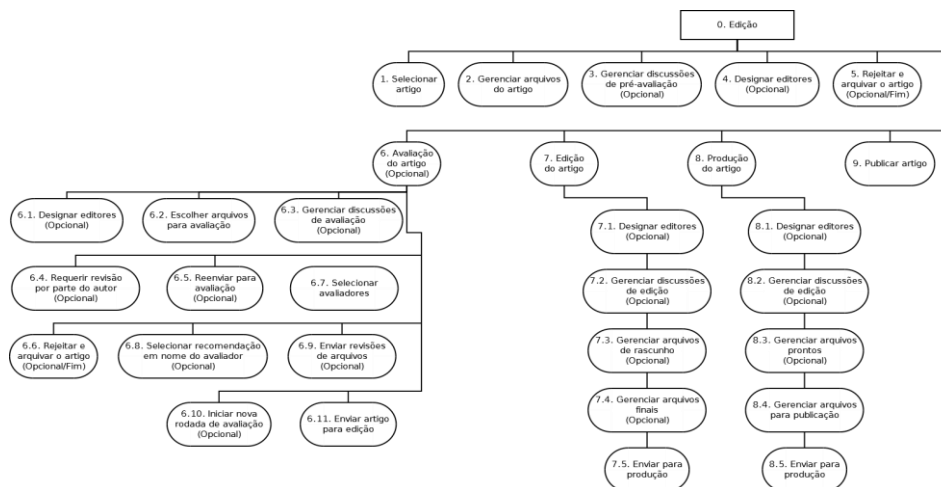 0. Edição
1. Selecionar
artigo
2. Gerenciar arquivos
do artigo
3. Gerenciar discussões
de pré-avaliação
(Opcional)
4. Designar editores
(Opcional)
5. Rejeitar e
arquivar o artigo
(Opcional/Fim)
6. Avaliação
do artigo
(Opcional)
7. Edição
do artigo
8. Produção
do artigo
9. Publicar artigo
6.1. Designar editores
(Opcional)
6.2. Escolher arquivos
para avaliação
6.3. Gerenciar discussões
de avaliação
(Opcional)
6.4. Requerir revisão
por parte do autor
(Opcional)
6.5. Reenviar para
avaliação
(Opcional)
6.7. Selecionar
avaliadores
6.6. Rejeitar e
arquivar o artigo
(Opcional/Fim)
6.8. Selecionar recomendação
em nome do avaliador
(Opcional)
6.9. Enviar revisões
de arquivos
(Opcional)
6.10. Iniciar nova
rodada de avaliação
(Opcional)
6.11. Enviar artigo
para edição
7.1. Designar editores
(Opcional)
7.2. Gerenciar discussões
de edição
(Opcional)
7.3. Gerenciar arquivos
de rascunho
(Opcional)
7.4. Gerenciar arquivos
finais
(Opcional)
7.5. Enviar para
produção
8.1. Designar editores
(Opcional)
8.2. Gerenciar discussões
de edição
(Opcional)
8.3. Gerenciar arquivos
prontos
(Opcional)
8.4. Gerenciar arquivos
para publicação
8.5. Enviar para
produção